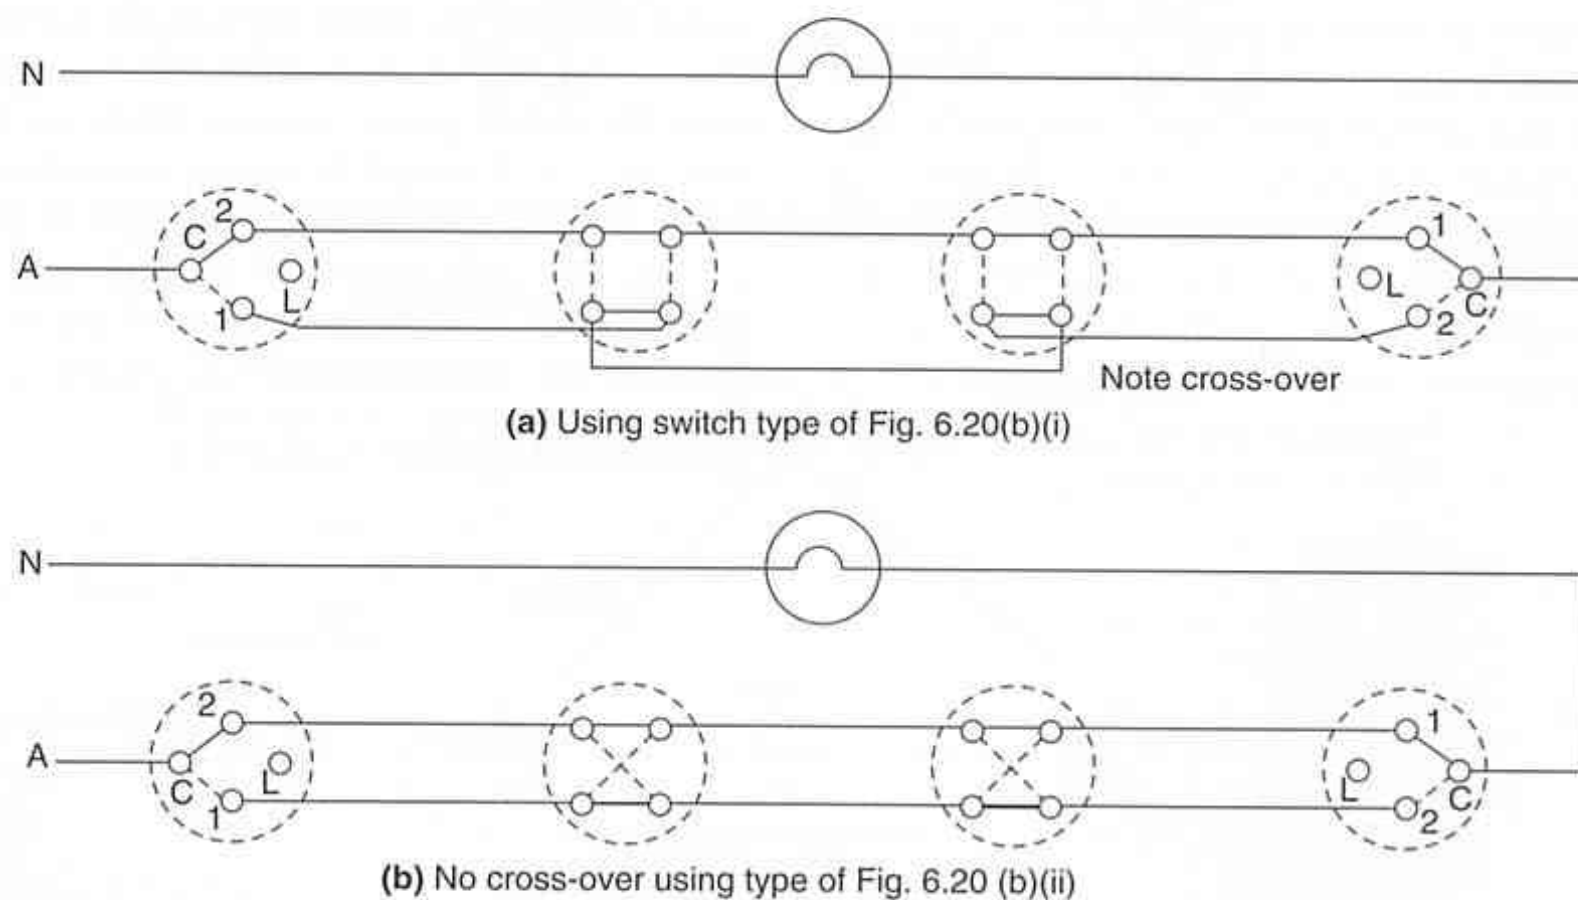 N
2
C
A
L
1
1
L
C
2
Note cross-over
(a) Using switch type of Fig. 6.20(b)(i)
N
2
A
C
L
1
1
L
C
2
(b) No cross-over using type of Fig. 6.20 (b)(ii)